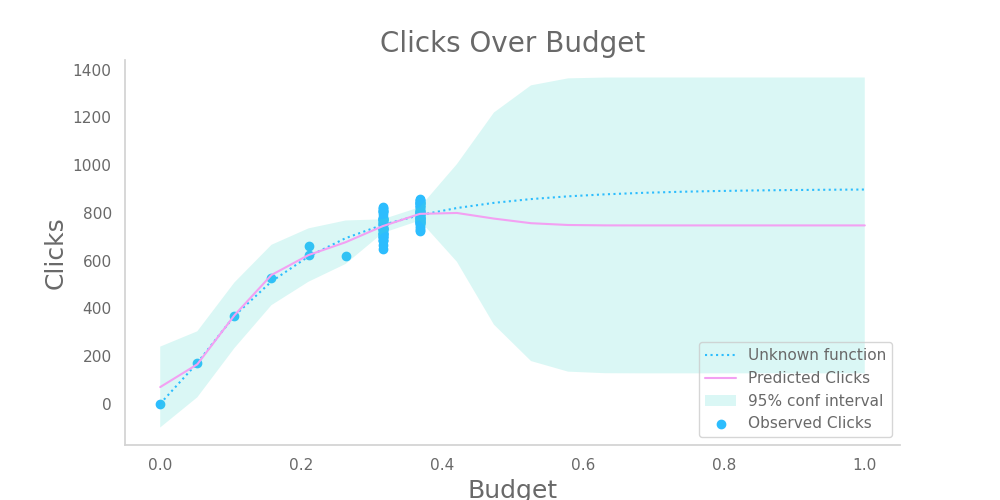 Clicks Over Budget
Clicks
1400
1200
1000
800
600
400
200
0
0.0 0.2 0.4 0.6 0.8 1.0
Budget
Unknown function
Predicted Clicks
95% conf interval
Observed Clicks